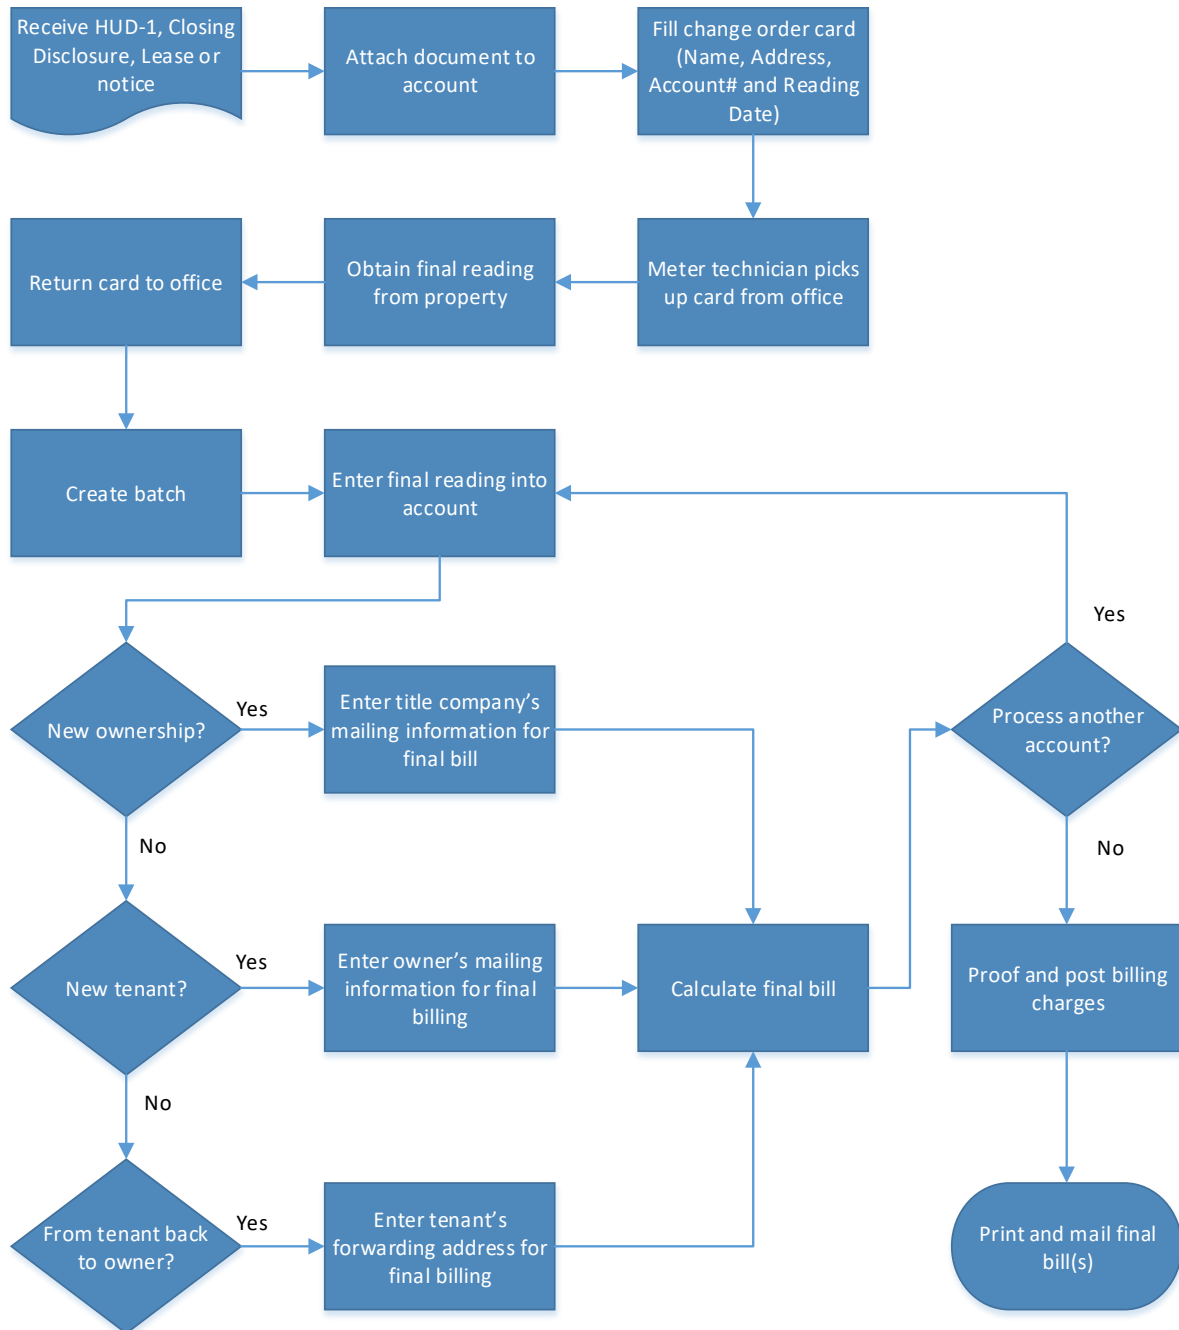 Receive HUD-1, Closing
Disclosure, Lease or
notice
Attach document to
account
Fill change order card
(Name, Address,
Account# and Reading
Date)
Return card to office
Obtain final reading
from property
Meter technician picks
up card from office
Create batch
Enter final reading into
account
Yes
New ownership?
Yes
Enter title company’s
mailing information for
final bill
Process another
account?
No
No
New tenant?
Yes
Enter owner’s mailing
information for final
billing
Calculate final bill
Proof and post billing
charges
No
From tenant back
to owner?
Yes
Enter tenant’s
forwarding address for
final billing
Print and mail final
bill(s)